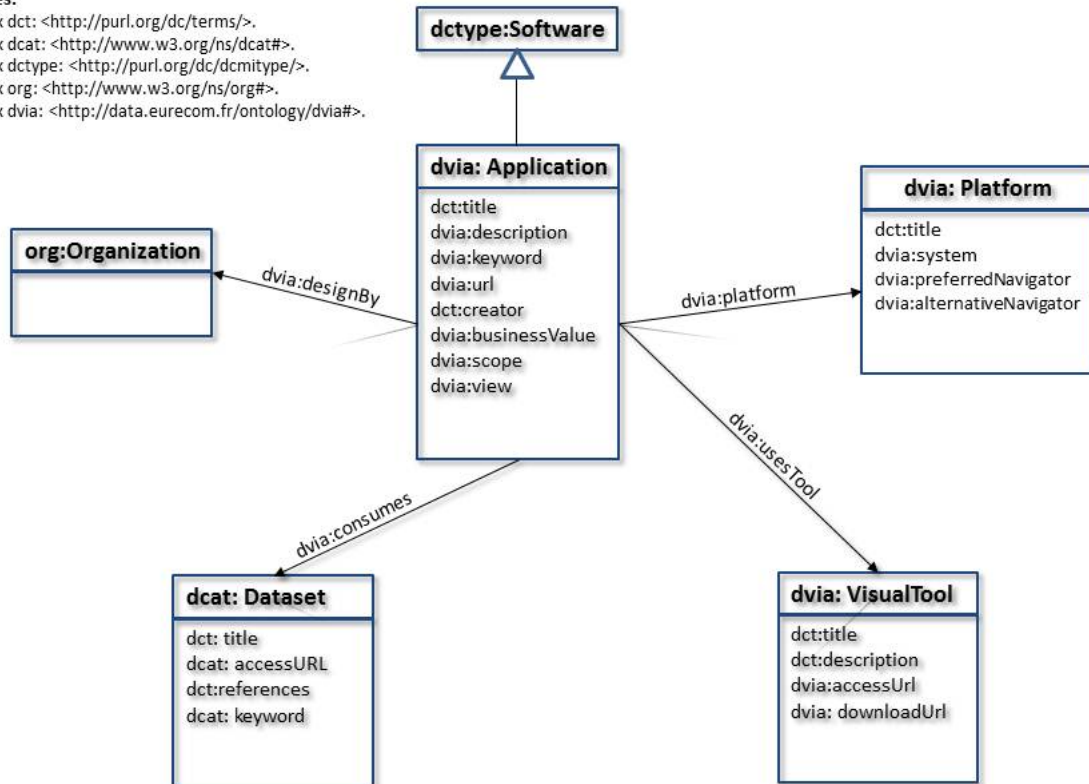 dct: <http://purl.org/dc/terms/>.
dcat: <http://www.w3.org/ns/dcat#>.
dctype: <http://purl.org/dc/dcmitype/>.
org: <http://www.w3.org/ns/org#>.
dvia: <http://data.eurecom.fr/ontology/dvia#>.
dctype:Software
dvia: Application
dct:title
dvia:description
dvia:keyword
dvia:url
dct:creator
dvia:businessValue
dvia:scope
dvia:view
org:Organization
dvia:designBy
dvia:platform
dvia: Platform
dct:title
dvia:system
dvia:preferredNavigator
dvia:alternativeNavigator
dvia:usesTool
dvia:consumes
dcat: Dataset
dct: title
dcat: accessURL
dct:references
dcat: keyword
dvia: VisualTool
dct:title
dct:description
dvia:accessUrl
dvia: downloadUrl